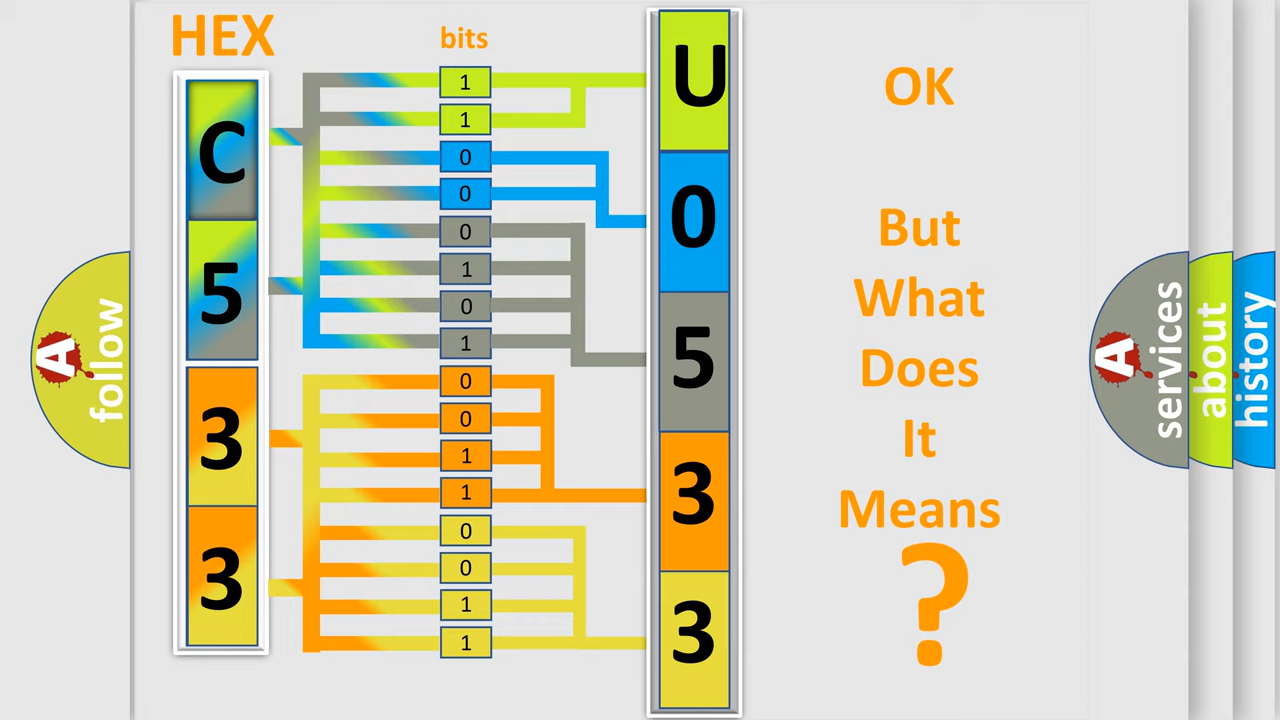 HEX
bits
C
5
3
3
1
1
0
0
0
1
0
1
0
0
1
1
0
0
1
1
U
0
5
3
3
OK
But
What
Does
It
Means
?
A
follow
A
services
about
history